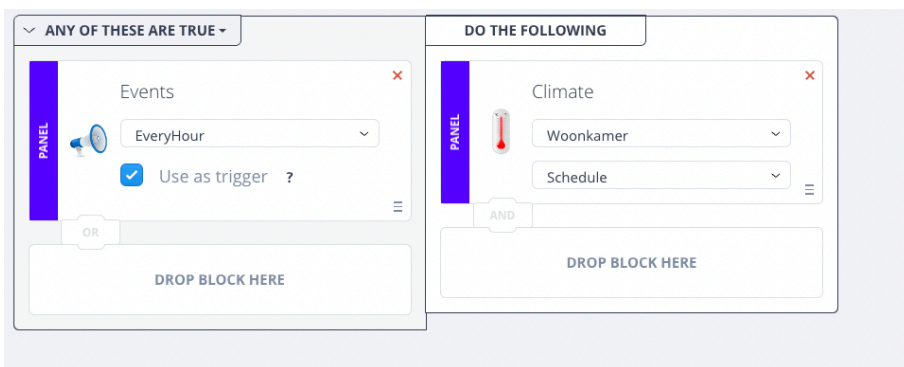 ANY OF THESE ARE TRUE
DO THE FOLLOWING
PANEL
Events
EveryHour
Use as trigger ?
OR
DROP BLOCK HERE
PANEL
Climate
Woonkamer
Schedule
AND
DROP BLOCK HERE